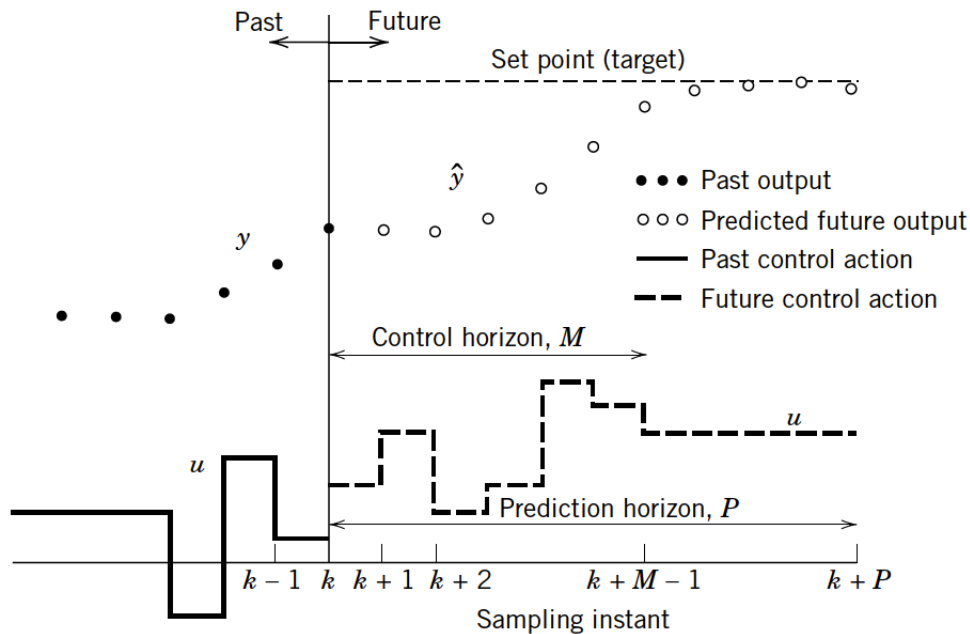 Past Future
Set point (target)
ŷ
Past output
y
Predicted future output
Past control action
Future control action
Control horizon, M
u
u
Prediction horizon, P
k – 1 k k + 1 k + 2 k + M – 1 k + P
Sampling instant